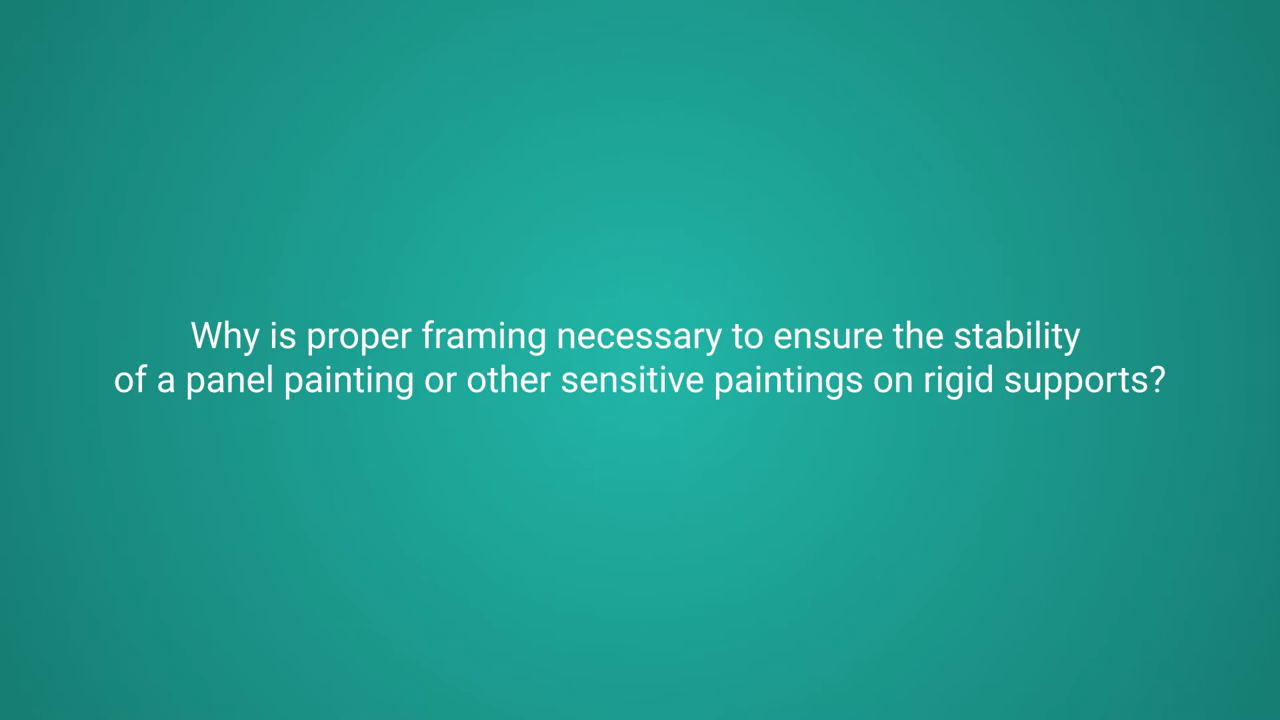 Why is proper framing necessary to ensure the stability
of a panel painting or other sensitive paintings on rigid supports?